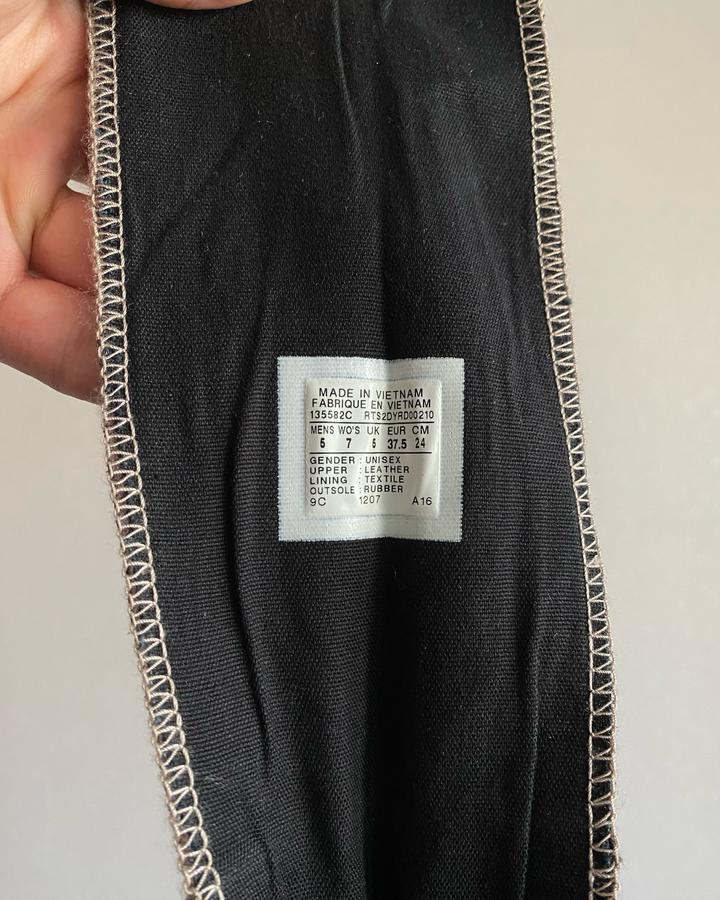 MADE IN VIETNAM
FABRIQUE EN VIETNAM
135582C RTS2DYRD00210
MENS WO'S UK EUR CM
5 7 5 37.5 24
GENDER : UNISEX
UPPER : LEATHER
LINING : TEXTILE
OUTSOLE : RUBBER
9C 1207 A16